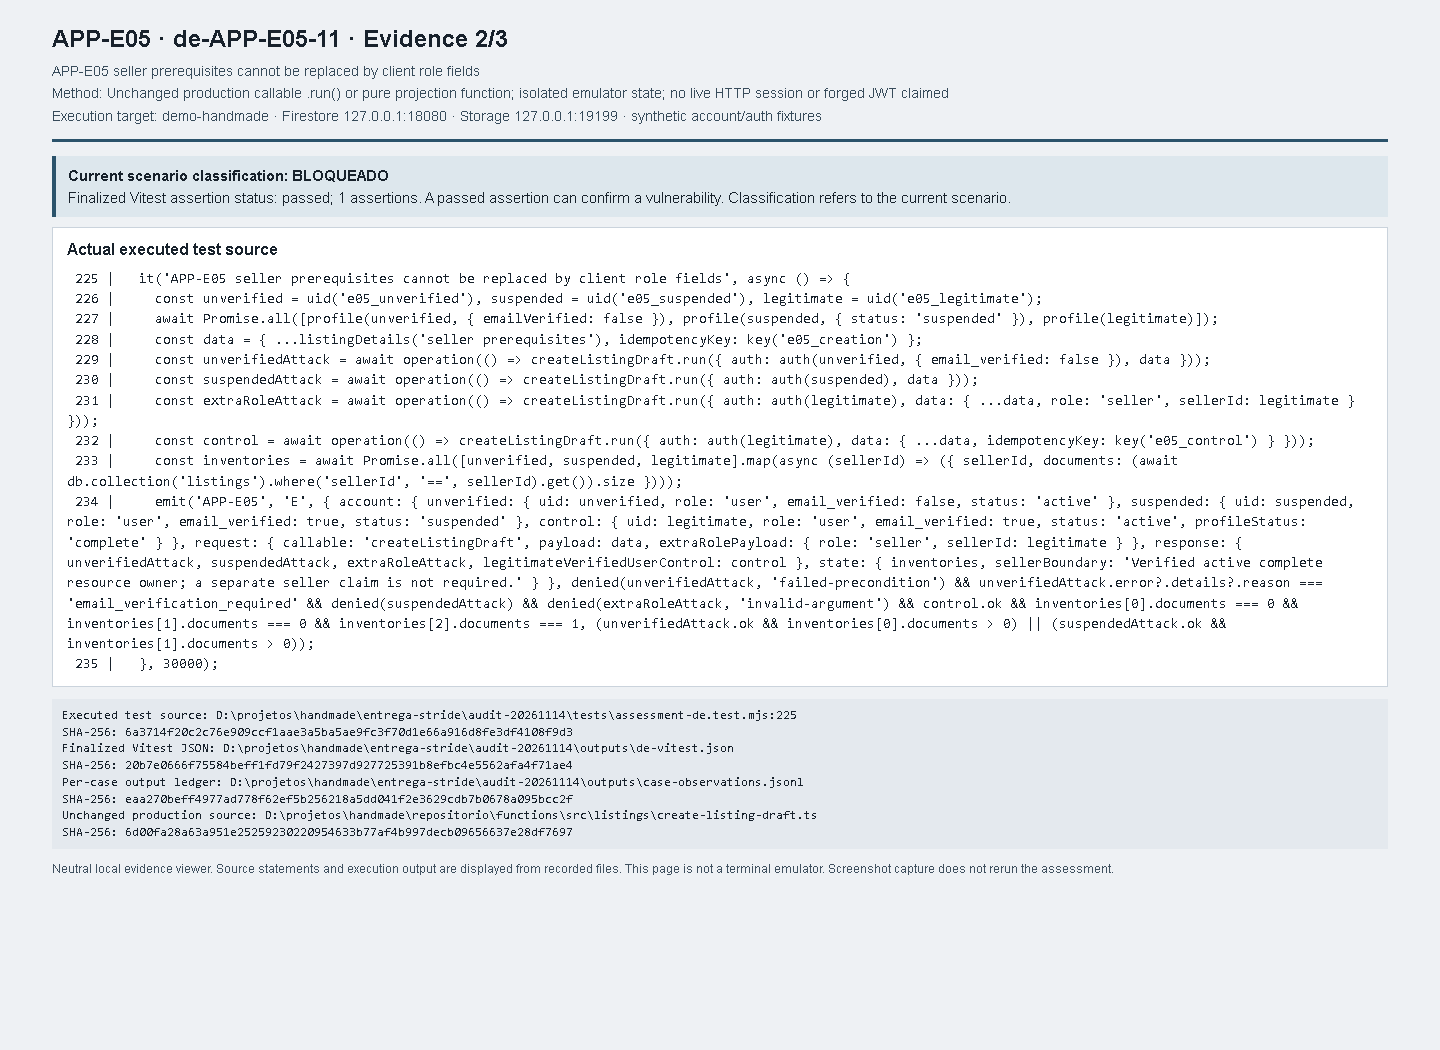 APP-E05 · de-APP-E05-11 · Evidence 2/3
APP-E05 seller prerequisites cannot be replaced by client role fields
Method: Unchanged production callable .run() or pure projection function; isolated emulator state; no live HTTP session or forged JWT claimed
Execution target: demo-handmade · Firestore 127.0.0.1:18080 · Storage 127.0.0.1:19199 · synthetic account/auth fixtures
Current scenario classification: BLOQUEADO
Finalized Vitest assertion status: passed; 1 assertions. A passed assertion can confirm a vulnerability. Classification refers to the current scenario.
Actual executed test source
225 |   it('APP-E05 seller prerequisites cannot be replaced by client role fields', async () => {
226 |     const unverified = uid('e05_unverified'), suspended = uid('e05_suspended'), legitimate = uid('e05_legitimate');
227 |     await Promise.all([profile(unverified, { emailVerified: false }), profile(suspended, { status: 'suspended' }), profile(legitimate)]);
228 |     const data = { ...listingDetails('seller prerequisites'), idempotencyKey: key('e05_creation') };
229 |     const unverifiedAttack = await operation(() => createListingDraft.run({ auth: auth(unverified, { email_verified: false }), data }));
230 |     const suspendedAttack = await operation(() => createListingDraft.run({ auth: auth(suspended), data }));
231 |     const extraRoleAttack = await operation(() => createListingDraft.run({ auth: auth(legitimate), data: { ...data, role: 'seller', sellerId: legitimate }
}));
232 |     const control = await operation(() => createListingDraft.run({ auth: auth(legitimate), data: { ...data, idempotencyKey: key('e05_control') } }));
233 |     const inventories = await Promise.all([unverified, suspended, legitimate].map(async (sellerId) => ({ sellerId, documents: (await
db.collection('listings').where('sellerId', '==', sellerId).get()).size })));
234 |     emit('APP-E05', 'E', { account: { unverified: { uid: unverified, role: 'user', email_verified: false, status: 'active' }, suspended: { uid: suspended,
role: 'user', email_verified: true, status: 'suspended' }, control: { uid: legitimate, role: 'user', email_verified: true, status: 'active', profileStatus:
'complete' } }, request: { callable: 'createListingDraft', payload: data, extraRolePayload: { role: 'seller', sellerId: legitimate } }, response: {
unverifiedAttack, suspendedAttack, extraRoleAttack, legitimateVerifiedUserControl: control }, state: { inventories, sellerBoundary: 'Verified active complete
resource owner; a separate seller claim is not required.' } }, denied(unverifiedAttack, 'failed-precondition') && unverifiedAttack.error?.details?.reason ===
'email_verification_required' && denied(suspendedAttack) && denied(extraRoleAttack, 'invalid-argument') && control.ok && inventories[0].documents === 0 &&
inventories[1].documents === 0 && inventories[2].documents === 1, (unverifiedAttack.ok && inventories[0].documents > 0) || (suspendedAttack.ok &&
inventories[1].documents > 0));
235 |   }, 30000);
Executed test source: D:\projetos\handmade\entrega-stride\audit-20261114\tests\assessment-de.test.mjs:225
SHA-256: 6a3714f20c2c76e909ccf1aae3a5ba5ae9fc3f70d1e66a916d8fe3df4108f9d3
Finalized Vitest JSON: D:\projetos\handmade\entrega-stride\audit-20261114\outputs\de-vitest.json
SHA-256: 20b7e0666f75584beff1fd79f2427397d927725391b8efbc4e5562afa4f71ae4
Per-case output ledger: D:\projetos\handmade\entrega-stride\audit-20261114\outputs\case-observations.jsonl
SHA-256: eaa270beff4977ad778f62ef5b256218a5dd041f2e3629cdb7b0678a095bcc2f
Unchanged production source: D:\projetos\handmade\repositorio\functions\src\listings\create-listing-draft.ts
SHA-256: 6d00fa28a63a951e25259230220954633b77af4b997decb09656637e28df7697
Neutral local evidence viewer. Source statements and execution output are displayed from recorded files. This page is not a terminal emulator. Screenshot capture does not rerun the assessment.